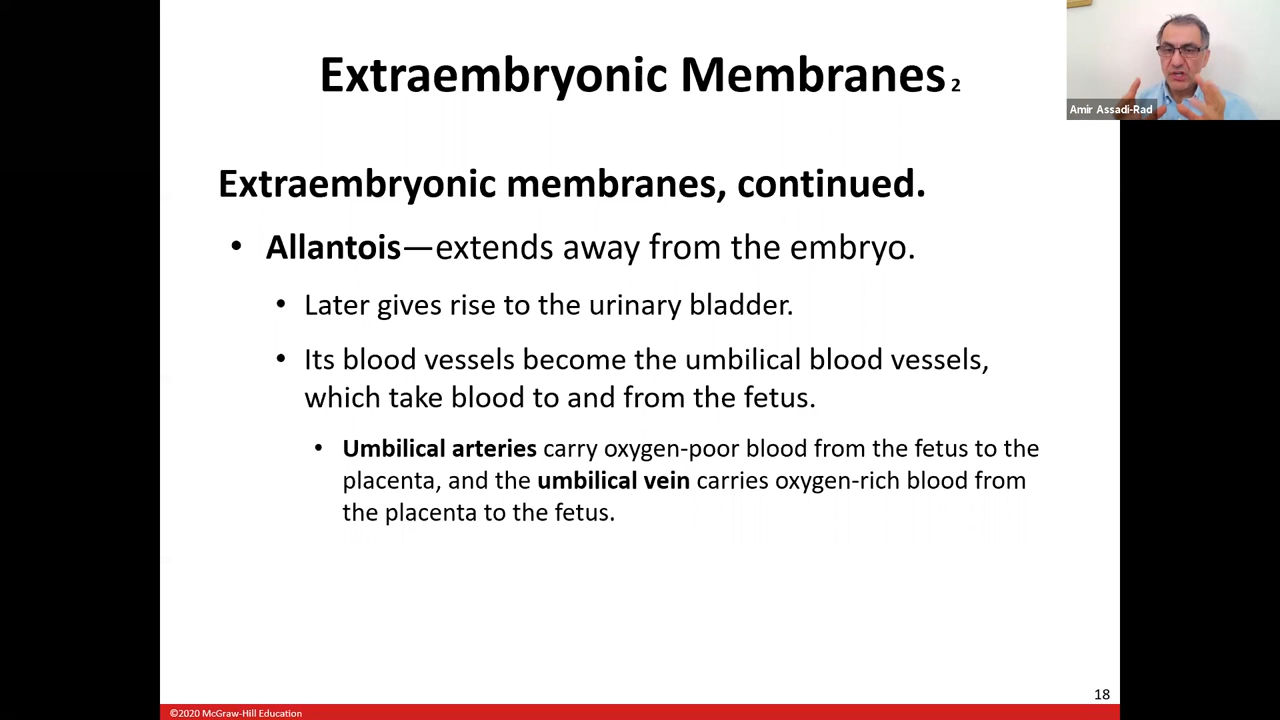 Extraembryonic Membranes 2
Amir Assadi-Rad
Extraembryonic membranes, continued.
• Allantois—extends away from the embryo.
• Later gives rise to the urinary bladder.
• Its blood vessels become the umbilical blood vessels,
which take blood to and from the fetus.
• Umbilical arteries carry oxygen-poor blood from the fetus to the
placenta, and the umbilical vein carries oxygen-rich blood from
the placenta to the fetus.
18
©2020 McGraw-Hill Education